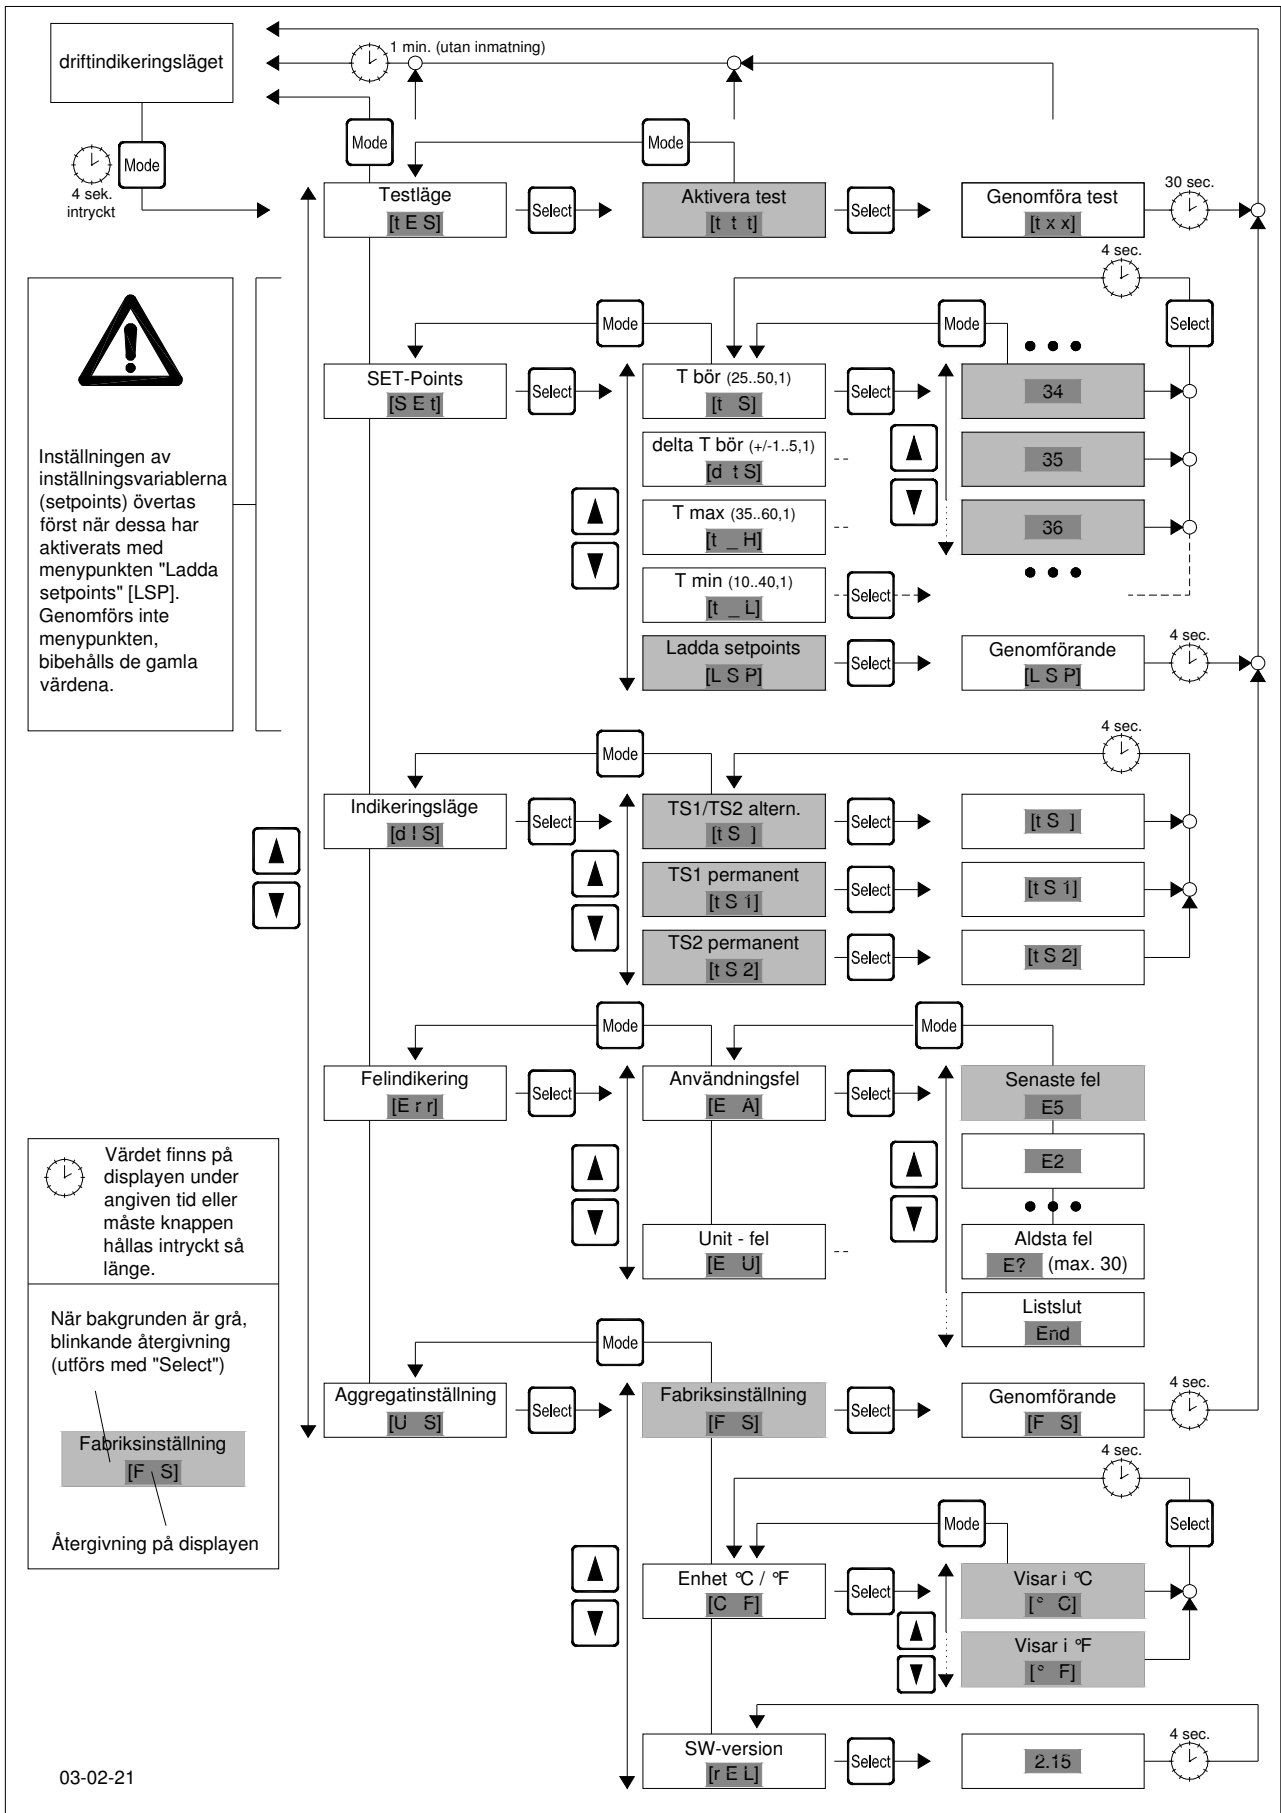 driftindikeringsläget
1 min. (utan inmatning)
Mode
Mode
Mode
4 sek.
intryckt
Testläge
[t E S]
Select
Aktivera test
[t t t]
Select
Genomföra test
[t x x]
30 sec.
4 sec.
Mode
Mode
Select
SET-Points
[S E t]
Select
T bör (25..50,1)
[t S]
Select
34
delta T bör (+/-1..5,1)
[d t S]
35
T max (35..60,1)
[t _ H]
36
T min (10..40,1)
[t _ L]
Select
Ladda setpoints
[L S P]
Select
Genomförande
[L S P]
4 sec.
Inställningen av
inställningsvariablerna
(setpoints) övertas
först när dessa har
aktiverats med
menypunkten "Ladda
setpoints" [LSP].
Genomförs inte
menypunkten,
bibehålls de gamla
värdena.
4 sec.
Mode
Indikeringsläge
[d I S]
Select
TS1/TS2 altern.
[t S ]
Select
[t S ]
TS1 permanent
[t S 1]
Select
[t S 1]
TS2 permanent
[t S 2]
Select
[t S 2]
Mode
Mode
Felindikering
[E r r]
Select
Användningsfel
[E A]
Select
Senaste fel
E5
E2
Unit - fel
[E U]
Aldsta fel
E? (max. 30)
Listslut
End
Värdet finns på
displayen under
angiven tid eller
måste knappen
hållas intryckt så
länge.
När bakgrunden är grå,
blinkande återgivning
(utförs med "Select")
Fabriksinställning
[F S]
Återgivning på displayen
Mode
Aggregatinställning
[U S]
Select
Fabriksinställning
[F S]
Select
Genomförande
[F S]
4 sec.
4 sec.
Mode
Select
Enhet °C / °F
[C F]
Select
Visar i °C
[° C]
Visar i °F
[° F]
SW-version
[r E L]
Select
2.15
4 sec.
03-02-21